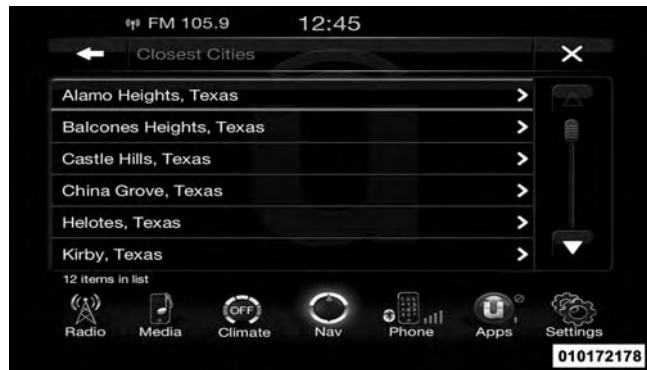 FM 105.9 12:45
Closest Cities
Alamo Heights, Texas
Balcones Heights, Texas
Castle Hills, Texas
China Grove, Texas
Helotes, Texas
Kirby, Texas
12 items in list
OFF
Radio Media Climate Nav Phone Apps Settings
010172178